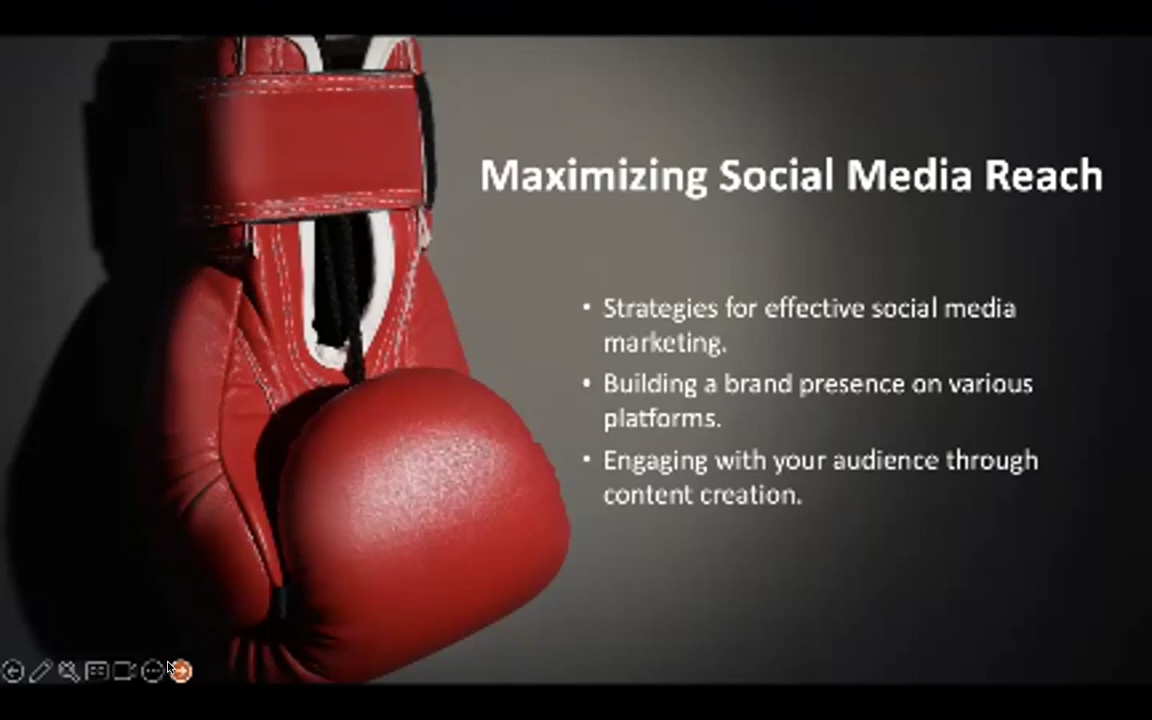 Maximizing Social Media Reach
• Strategies for effective social media
marketing.
• Building a brand presence on various
platforms.
• Engaging with your audience through
content creation.